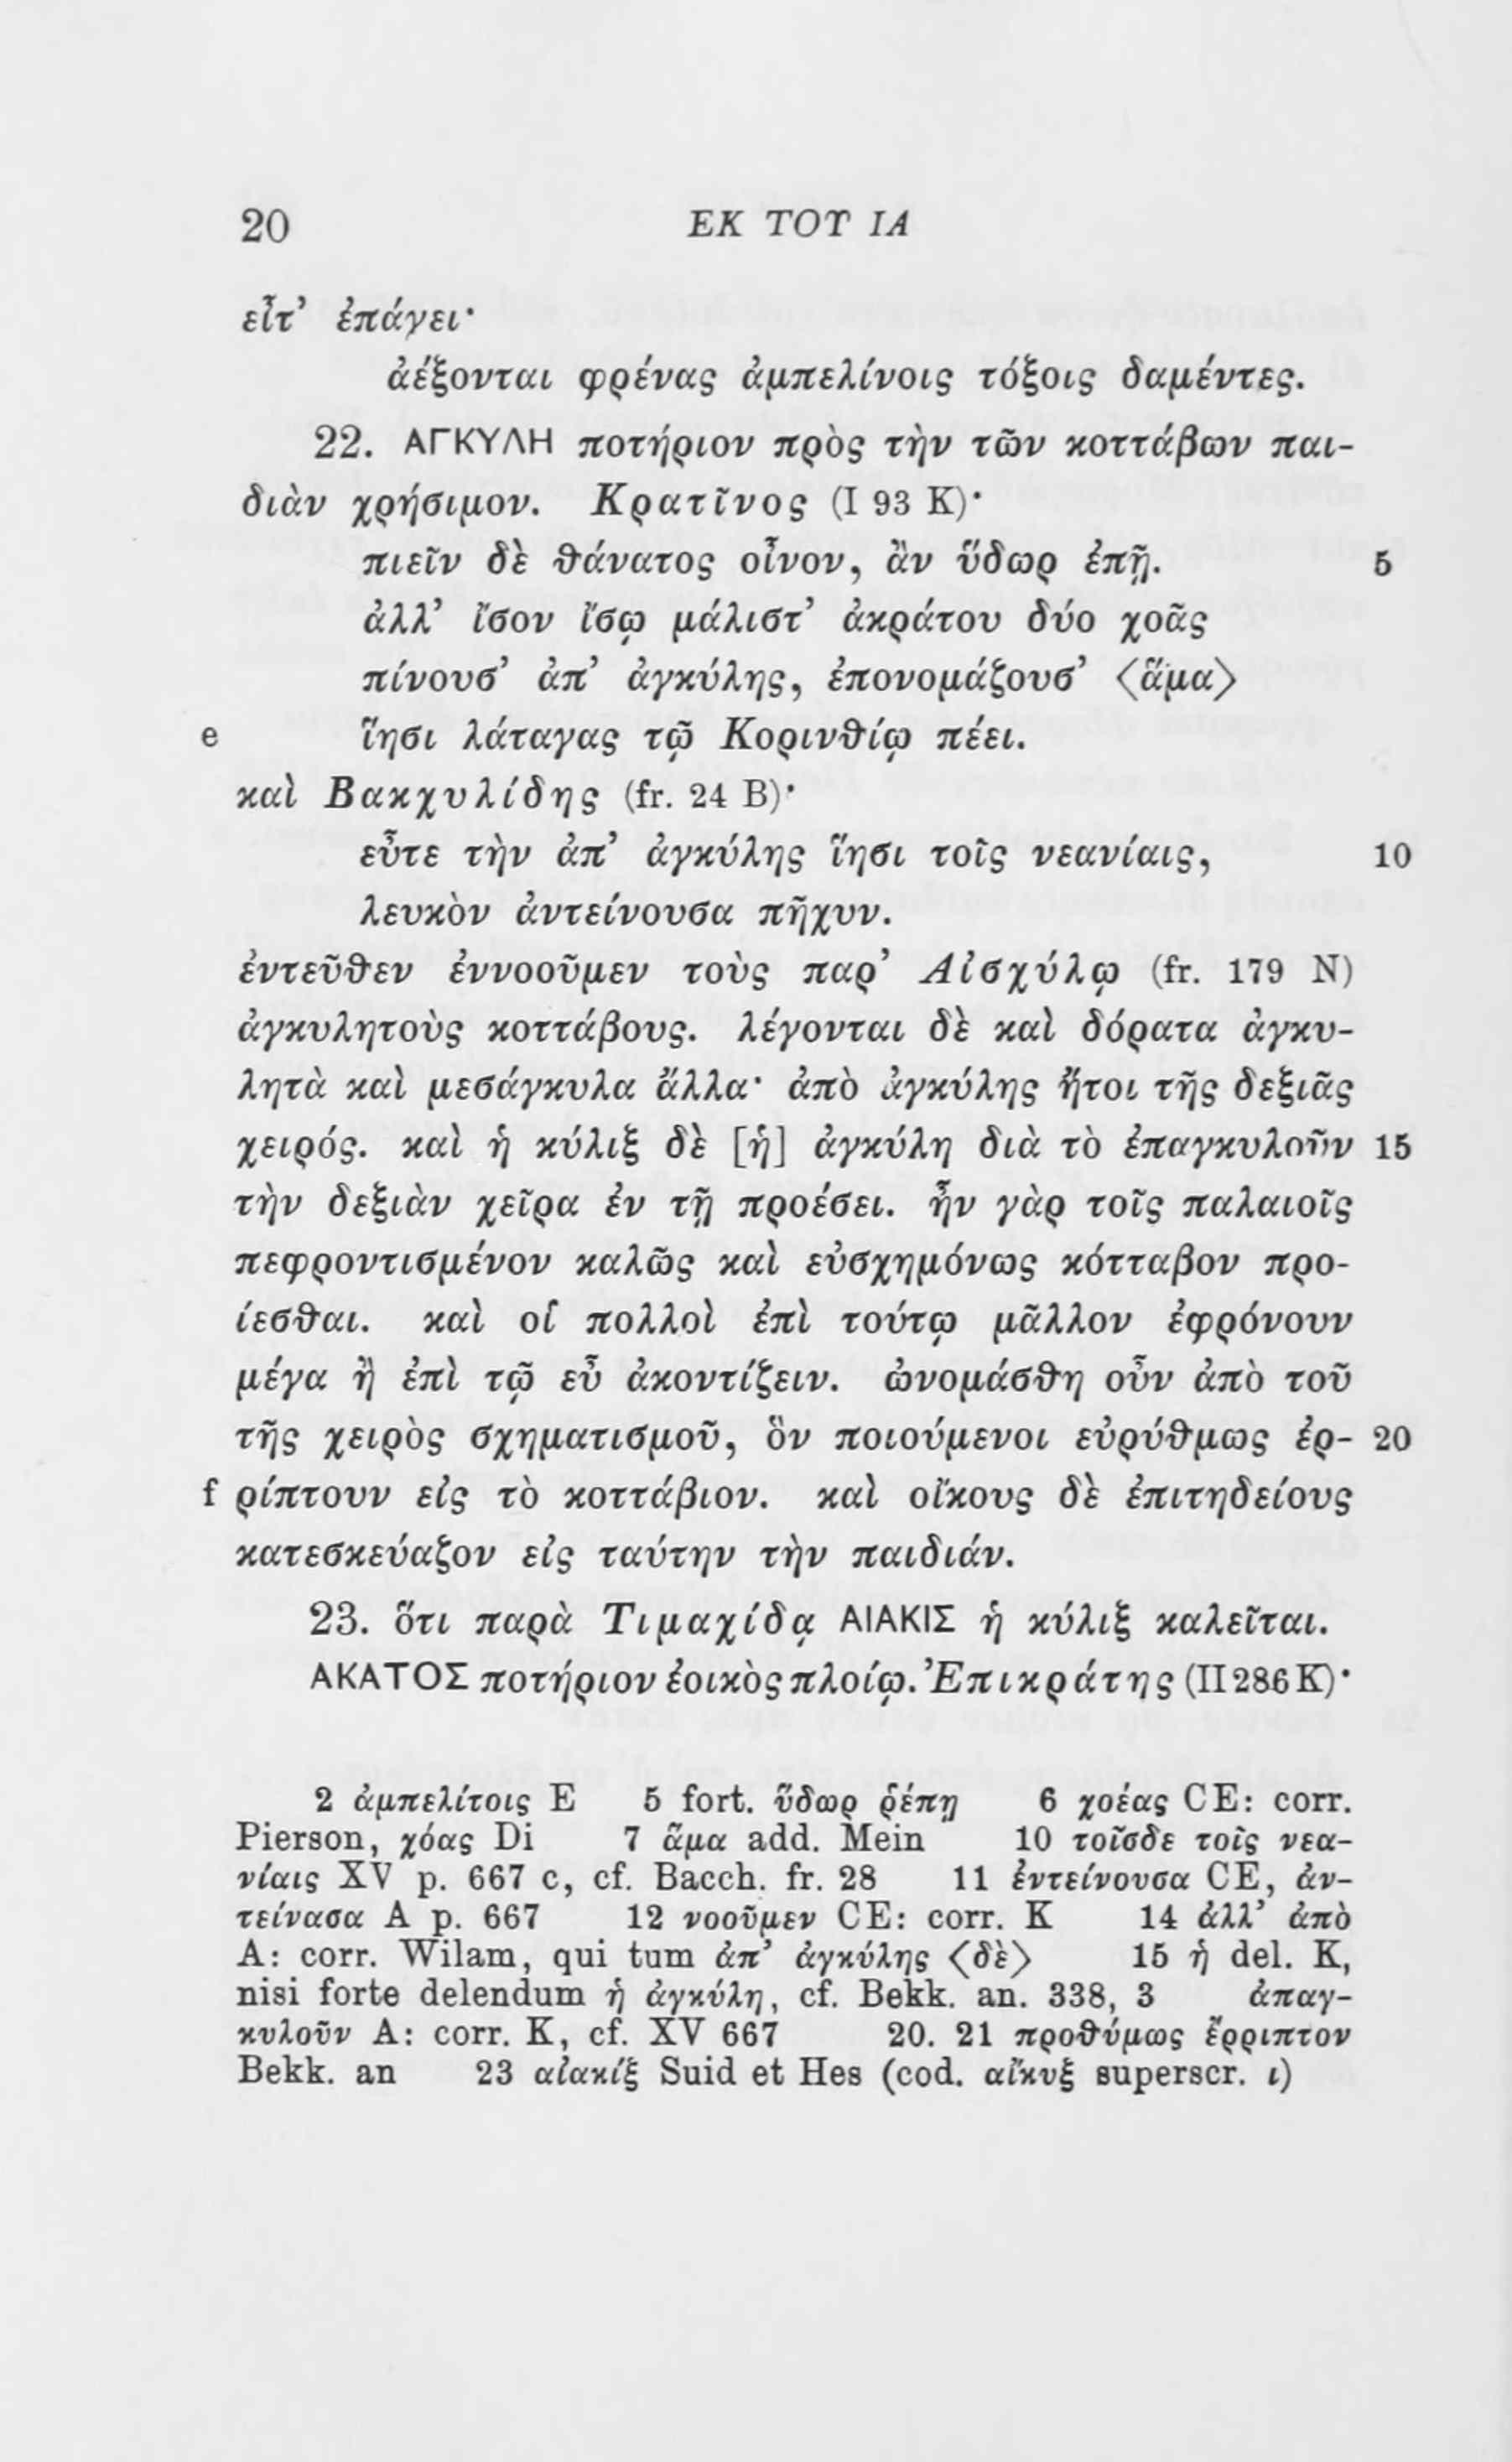 20 ΕΚ ΤΟΥ ΙΑ
εἶτ’ ἐπάγει·
ἀέξονται φρένας ἀμπελίνοις τόξοις δαμέντες.
22. ΑΓΚΥΛΗ ποτήριον πρὸς τὴν τῶν κοττάβων παι-
διὰν χρήσιμον. Κρατῖνος (I 93 K)·
πιεῖν δὲ θάνατος οἶνον, ἂν ὕδωρ ἐπῇ. 5
ἀλλ’ ἴσον ἴσῳ μάλιστ’ ἀκράτου δύο χοᾶς
πίνουσ’ ἀπ’ ἀγκύλης, ἐπονομάζουσ’ ⟨ἅμα⟩
e ἵησι λάταγας τῷ Κορινθίῳ πέει.
καὶ Βακχυλίδης (fr. 24 B)·
εὖτε τὴν ἀπ’ ἀγκύλης ἵησι τοῖς νεανίαις, 10
λευκὸν ἀντείνουσα πῆχυν.
ἐντεῦθεν ἐννοοῦμεν τοὺς παρ’ Αἰσχύλῳ (fr. 179 N)
ἀγκυλητοὺς κοττάβους. λέγονται δὲ καὶ δόρατα ἀγκυ-
λητὰ καὶ μεσάγκυλα ἄλλα· ἀπὸ ἀγκύλης ἤτοι τῆς δεξιᾶς
χειρός. καὶ ἡ κύλιξ δὲ [ἡ] ἀγκύλη διὰ τὸ ἐπαγκυλοῦν 15
τὴν δεξιὰν χεῖρα ἐν τῇ προέσει. ἦν γὰρ τοῖς παλαιοῖς
πεφροντισμένον καλῶς καὶ εὐσχημόνως κότταβον προ-
ίεσθαι. καὶ οἱ πολλοὶ ἐπὶ τούτῳ μᾶλλον ἐφρόνουν
μέγα ἢ ἐπὶ τῷ εὖ ἀκοντίζειν. ὠνομάσθη οὖν ἀπὸ τοῦ
τῆς χειρὸς σχηματισμοῦ, ὃν ποιούμενοι εὐρύθμως ἐρ- 20
f ρίπτουν εἰς τὸ κοττάβιον. καὶ οἴκους δὲ ἐπιτηδείους
κατεσκεύαζον εἰς ταύτην τὴν παιδιάν.
23. ὅτι παρὰ Τιμαχίδᾳ ΑΙΑΚΙΣ ἡ κύλιξ καλεῖται.
ΑΚΑΤΟΣ ποτήριον ἐοικὸς πλοίῳ. Ἐπικράτης (II 286 K)·
2 ἀμπελίτοις E 5 fort. ὕδωρ ῥέπῃ 6 χοέας CE: corr.
Pierson, χόας Di 7 ἅμα add. Mein 10 τοῖσδε τοῖς νεα-
νίαις XV p. 667 c, cf. Bacch. fr. 28 11 ἐντείνουσα CE, ἀν-
τείνασα A p. 667 12 νοοῦμεν CE: corr. K 14 ἀλλ’ ἀπὸ
A: corr. Wilam, qui tum ἀπ’ ἀγκύλης ⟨δὲ⟩ 15 ἡ del. K,
nisi forte delendum ἡ ἀγκύλη, cf. Bekk. an. 338, 3 ἀπαγ-
κυλοῦν A: corr. K, cf. XV 667 20. 21 προθύμως ἔρριπτον
Bekk. an 23 αἰακίξ Suid et Hes (cod. αἴκυξ superscr. ι)